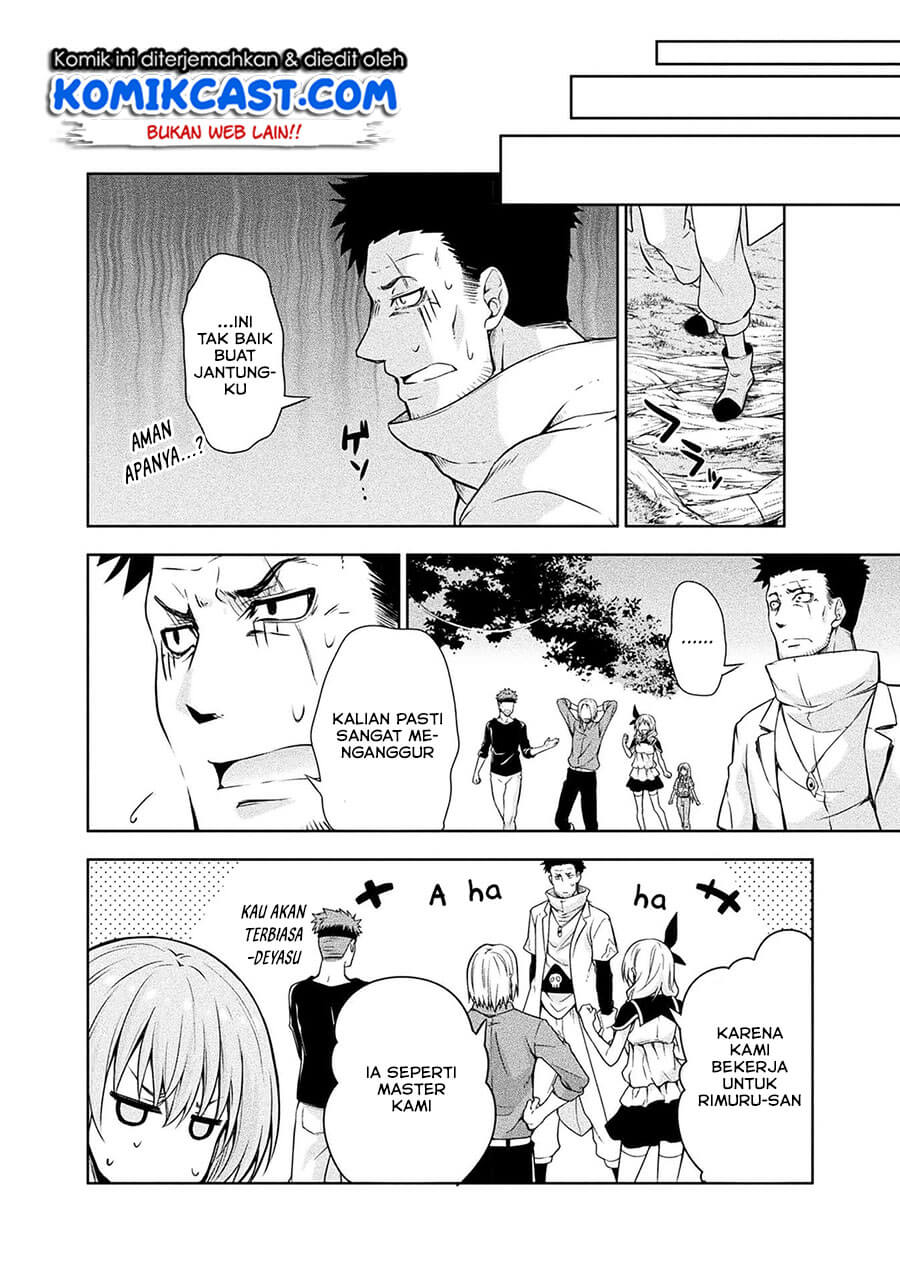 Komik ini diterjemahkan & diedit oleh
KOMIKCAST.COM
BUKAN WEB LAIN!!
...INI
TAK BAIK
BUAT
JANTUNG-
KU
AMAN
APANYA...?
.......
KALIAN PASTI
SANGAT ME-
NGANGGUR
A ha
ha
KARENA
KAMI
BEKERJA
UNTUK
RIMURU-SAN
IA SEPERTI
MASTER
KAMI
KAU AKAN
TERBIASA
-DEYASU